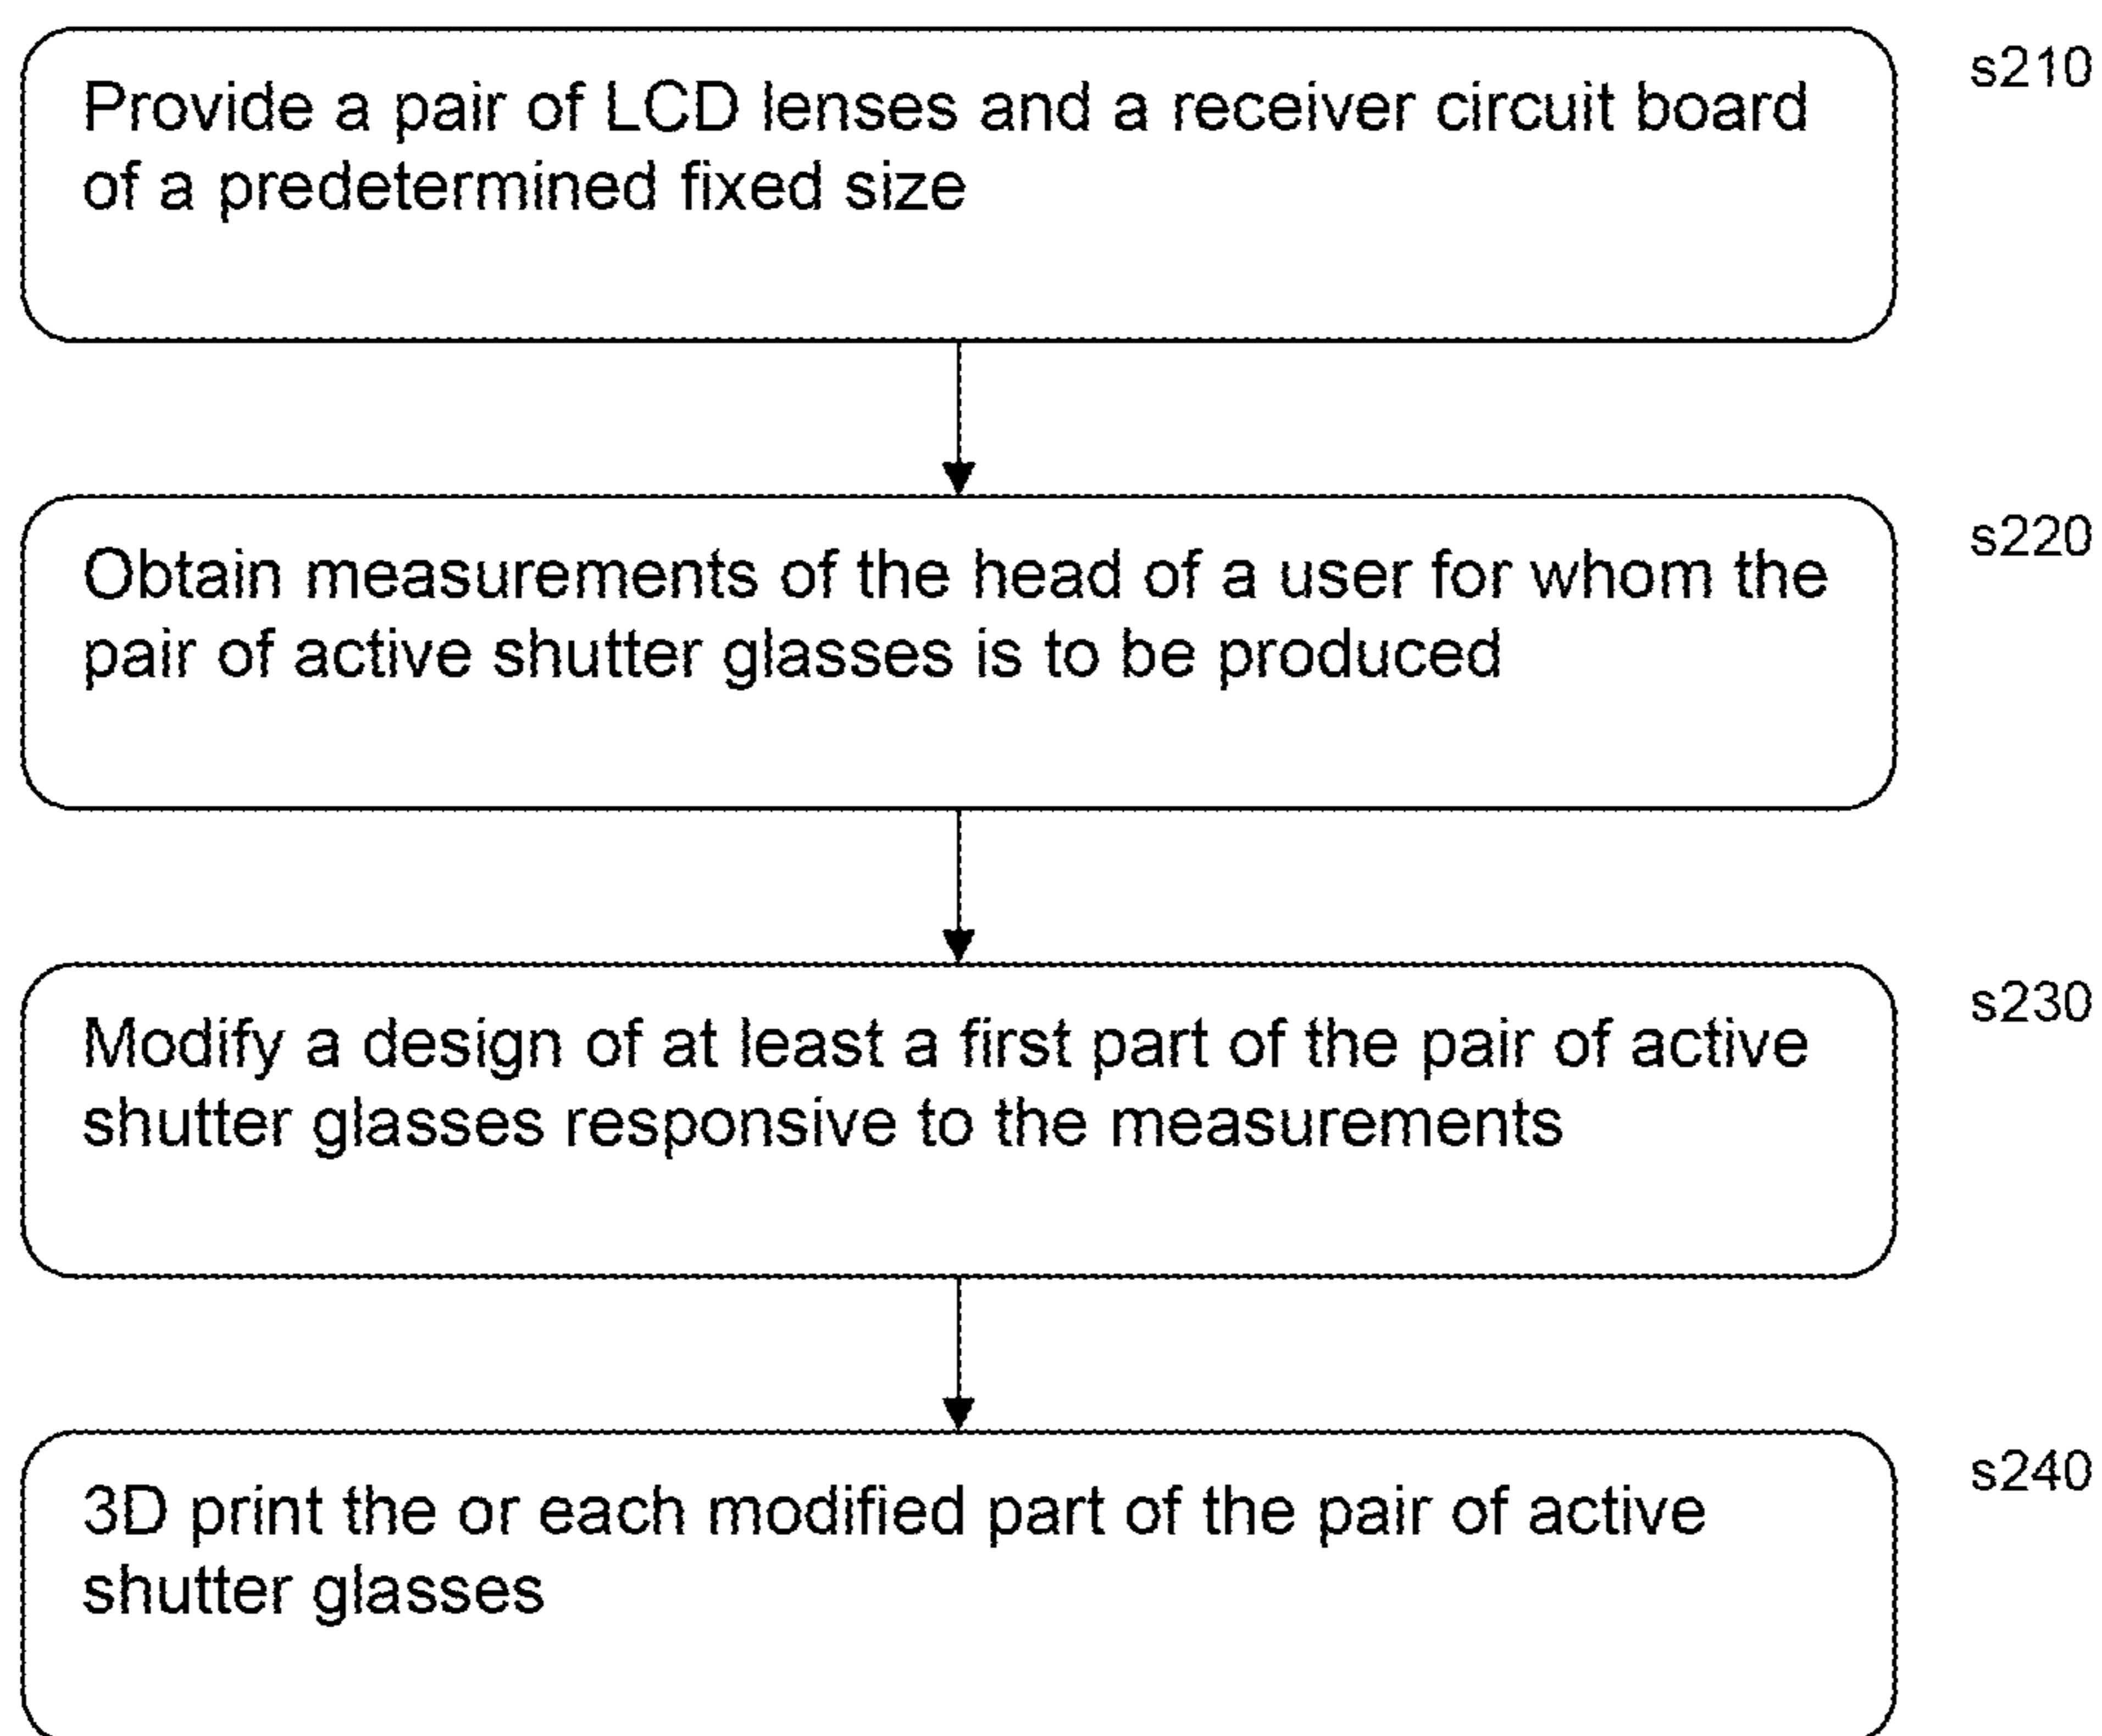 Provide a pair of LCD lenses and a receiver circuit board
of a predetermined fixed size
s210
Obtain measurements of the head of a user for whom the
pair of active shutter glasses is to be produced
s220
Modify a design of at least a first part of the pair of active
shutter glasses responsive to the measurements
s230
3D print the or each modified part of the pair of active
shutter glasses
s240